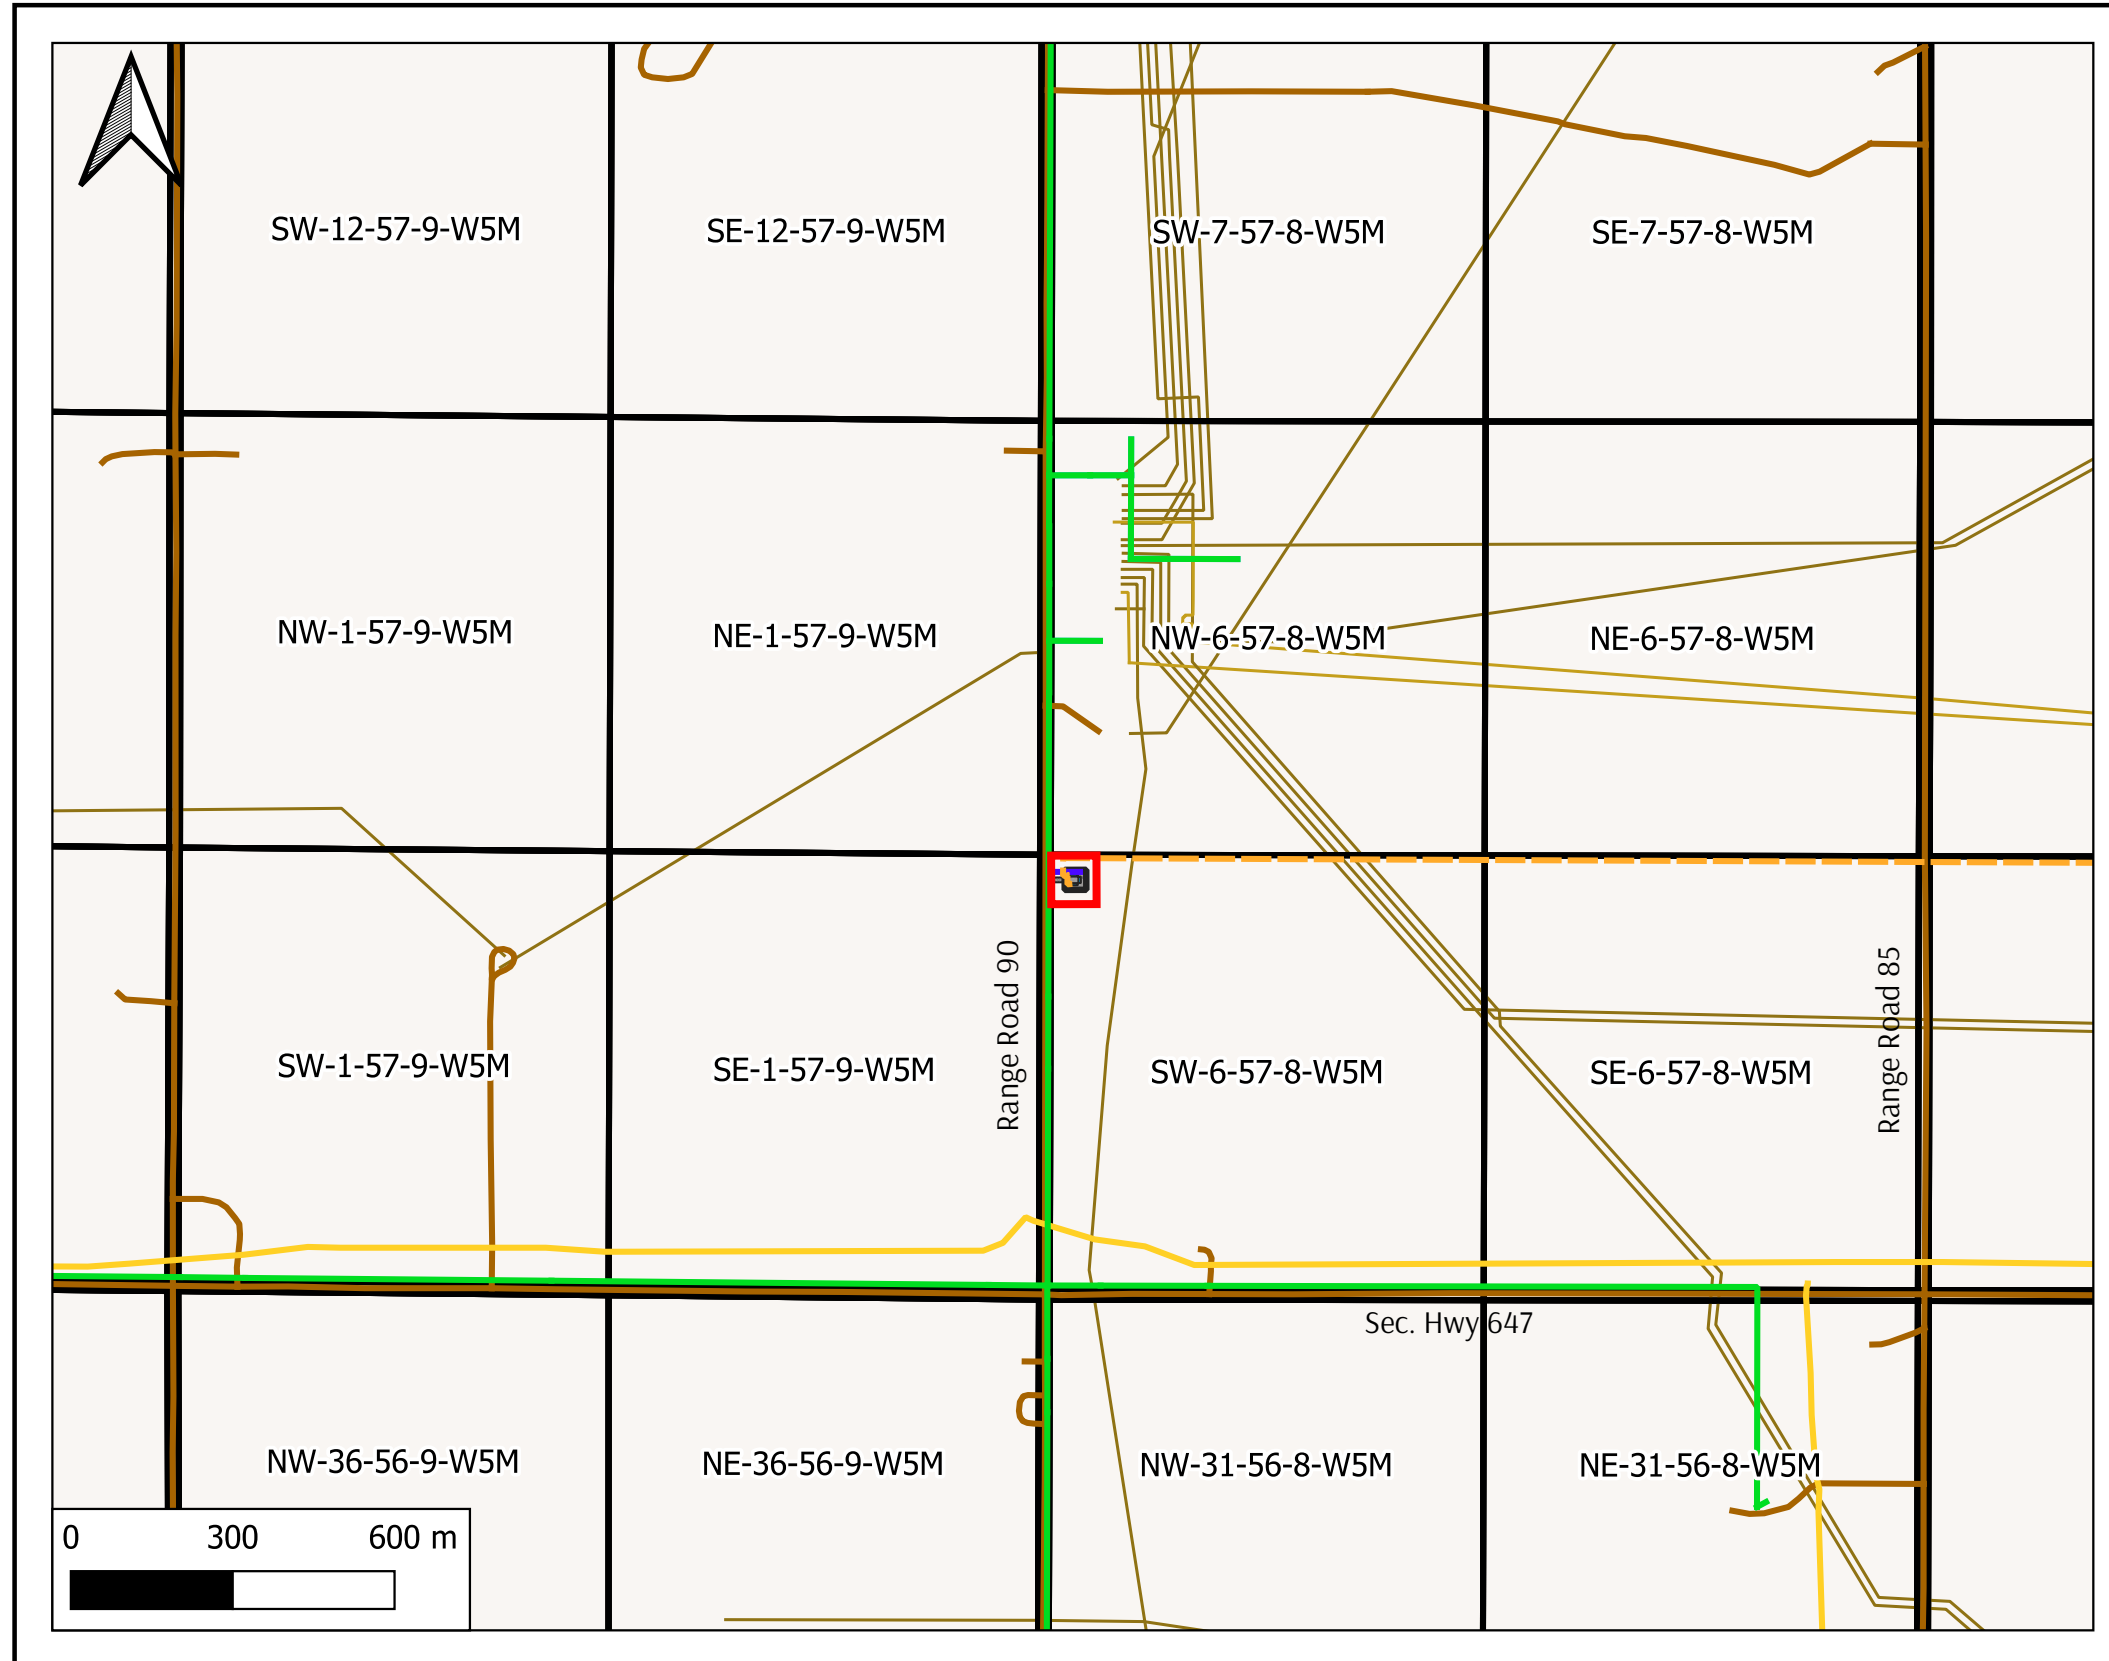 SW-12-57-9-W5M
SE-12-57-9-W5M
SW-7-57-8-W5M
SE-7-57-8-W5M
NW-1-57-9-W5M
NE-1-57-9-W5M
NW-6-57-8-W5M
NE-6-57-8-W5M
Range Road 90
Range Road 85
SW-1-57-9-W5M
SE-1-57-9-W5M
SW-6-57-8-W5M
SE-6-57-8-W5M
Sec. Hwy 647
NW-36-56-9-W5M
NE-36-56-9-W5M
NW-31-56-8-W5M
NE-31-56-8-W5M
0 300 600 m